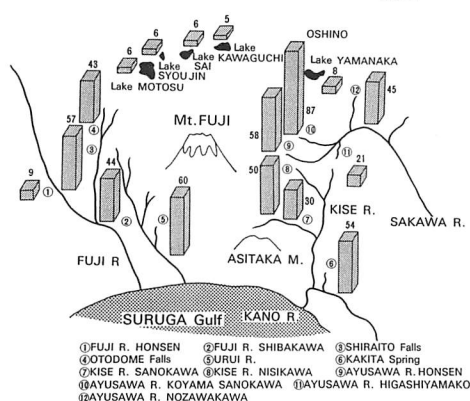 6
6
6
5
OSHINO
43
Lake KAWAGUCHI
Lake SAI
Lake SYOUJIN
Lake MOTOSU
Lake YAMANAKA
8
⑫
45
57
④
③
Mt.FUJI
87
⑩
58
⑨
⑪
9
①
44
②
60
⑤
50
⑧
30
⑦
21
KISE R.
SAKAWA R.
54
⑥
FUJI R
ASITAKA M.
SURUGA Gulf
KANO R.
①FUJI R. HONSEN ②FUJI R. SHIBAKAWA ③SHIRAITO Falls
④OTODOME Falls ⑤URUI R. ⑥KAKITA Spring
⑦KISE R. SANOKAWA ⑧KISE R. NISIKAWA ⑨AYUSAWA R.HONSEN
⑩AYUSAWA R. KOYAMA SANOKAWA ⑪AYUSAWA R. HIGASHIYAMAKO
⑫AYUSAWA R. NOZAWAKAWA